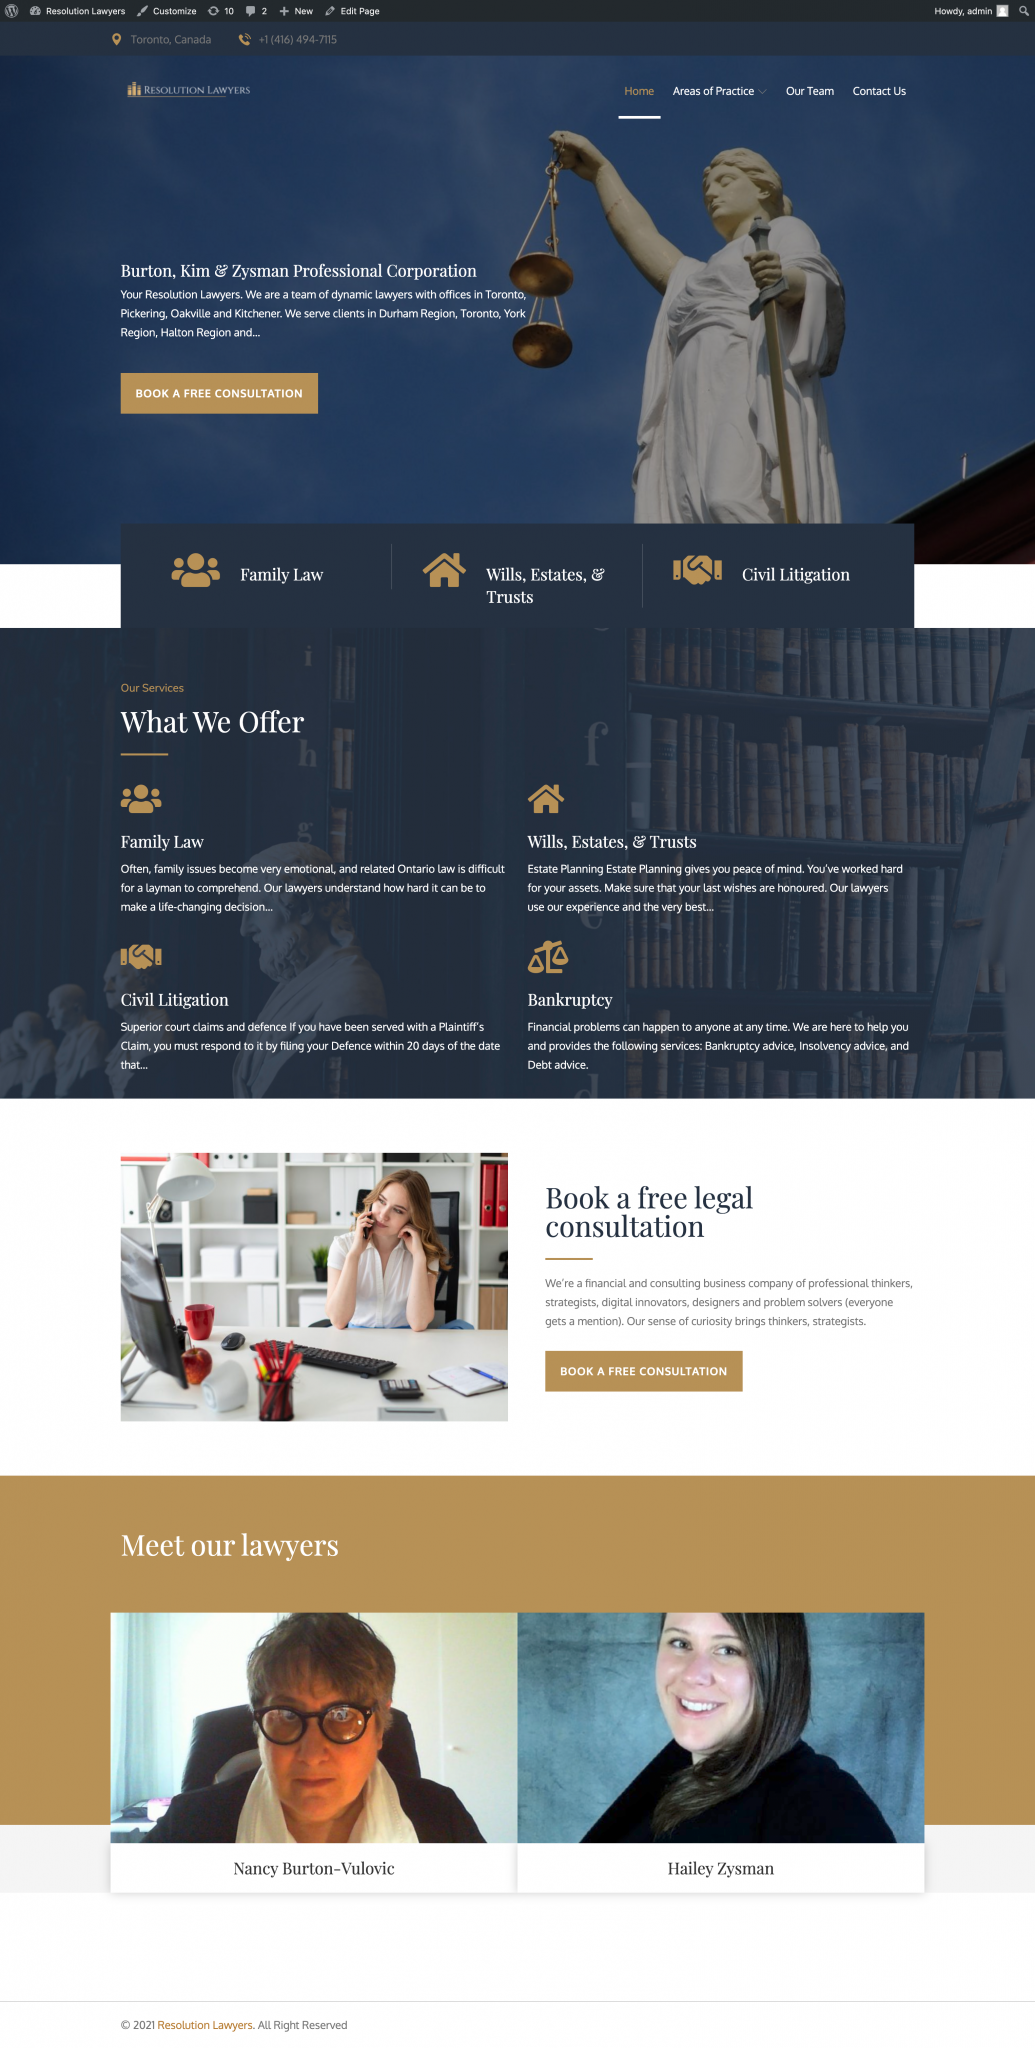 Resolution Lawyers Customize 10 2 New Edit Page Howdy, admin
Toronto, Canada +1 (416) 494-7115
RESOLUTION LAWYERS
Home Areas of Practice Our Team Contact Us
Burton, Kim & Zysman Professional Corporation
Your Resolution Lawyers. We are a team of dynamic lawyers with offices in Toronto,
Pickering, Oakville and Kitchener. We serve clients in Durham Region, Toronto, York
Region, Halton Region and...
BOOK A FREE CONSULTATION
Family Law
Wills, Estates, &
Trusts
Civil Litigation
i
f
h
g
e
d
Our Services
What We Offer
Family Law
Often, family issues become very emotional, and related Ontario law is difficult
for a layman to comprehend. Our lawyers understand how hard it can be to
make a life-changing decision...
Wills, Estates, & Trusts
Estate Planning Estate Planning gives you peace of mind. You've worked hard
for your assets. Make sure that your last wishes are honoured. Our lawyers
use our experience and the very best...
Civil Litigation
Superior court claims and defence If you have been served with a Plaintiff's
Claim, you must respond to it by filing your Defence within 20 days of the date
that...
Bankruptcy
Financial problems can happen to anyone at any time. We are here to help you
and provides the following services: Bankruptcy advice, Insolvency advice, and
Debt advice.
Book a free legal
consultation
We're a financial and consulting business company of professional thinkers,
strategists, digital innovators, designers and problem solvers (everyone
gets a mention). Our sense of curiosity brings thinkers, strategists.
BOOK A FREE CONSULTATION
Meet our lawyers
Nancy Burton-Vulovic
Hailey Zysman
© 2021 Resolution Lawyers. All Right Reserved